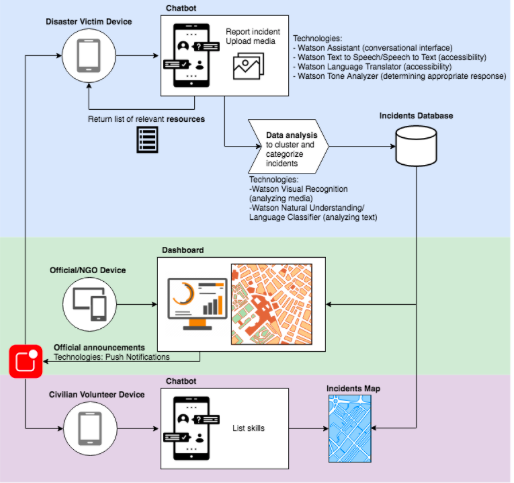 Disaster Victim Device
Chatbot
Report incident
Upload media
Technologies:
- Watson Assistant (conversational interface)
- Watson Text to Speech/Speech to Text (accessibility)
- Watson Language Translator (accessibility)
- Watson Tone Analyzer (determining appropriate response)
Return list of relevant resources
Data analysis
to cluster and
categorize
incidents
Incidents Database
Technologies:
-Watson Visual Recognition
(analyzing media)
-Watson Natural Understanding/
Language Classifier (analyzing text)
Dashboard
Official/NGO Device
Official announcements
Technologies: Push Notifications
Chatbot
Civilian Volunteer Device
List skills
Incidents Map